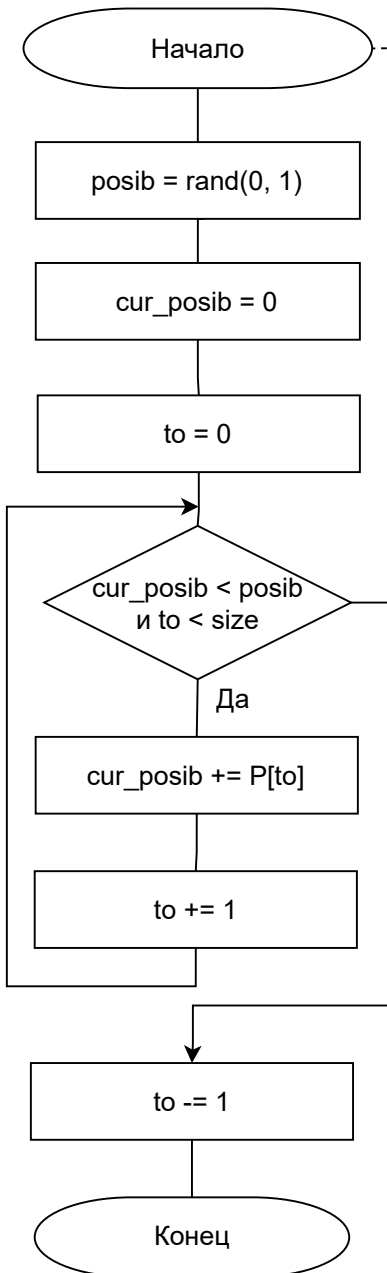 Начало
posib = rand(0, 1)
cur_posib = 0
to = 0
cur_posib < posib
и to < size
Да
cur_posib += P[to]
to += 1
to -= 1
Конец